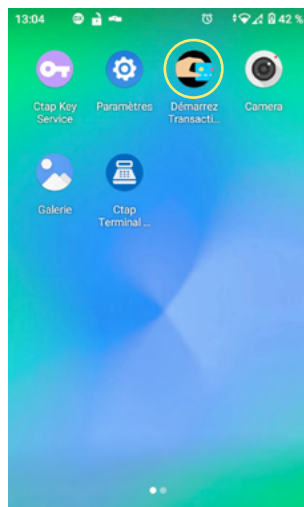 13:04 42 %
Ctap Key Paramètres Démarrez Camera
Service Transacti...
Galerie Ctap
Terminal ...